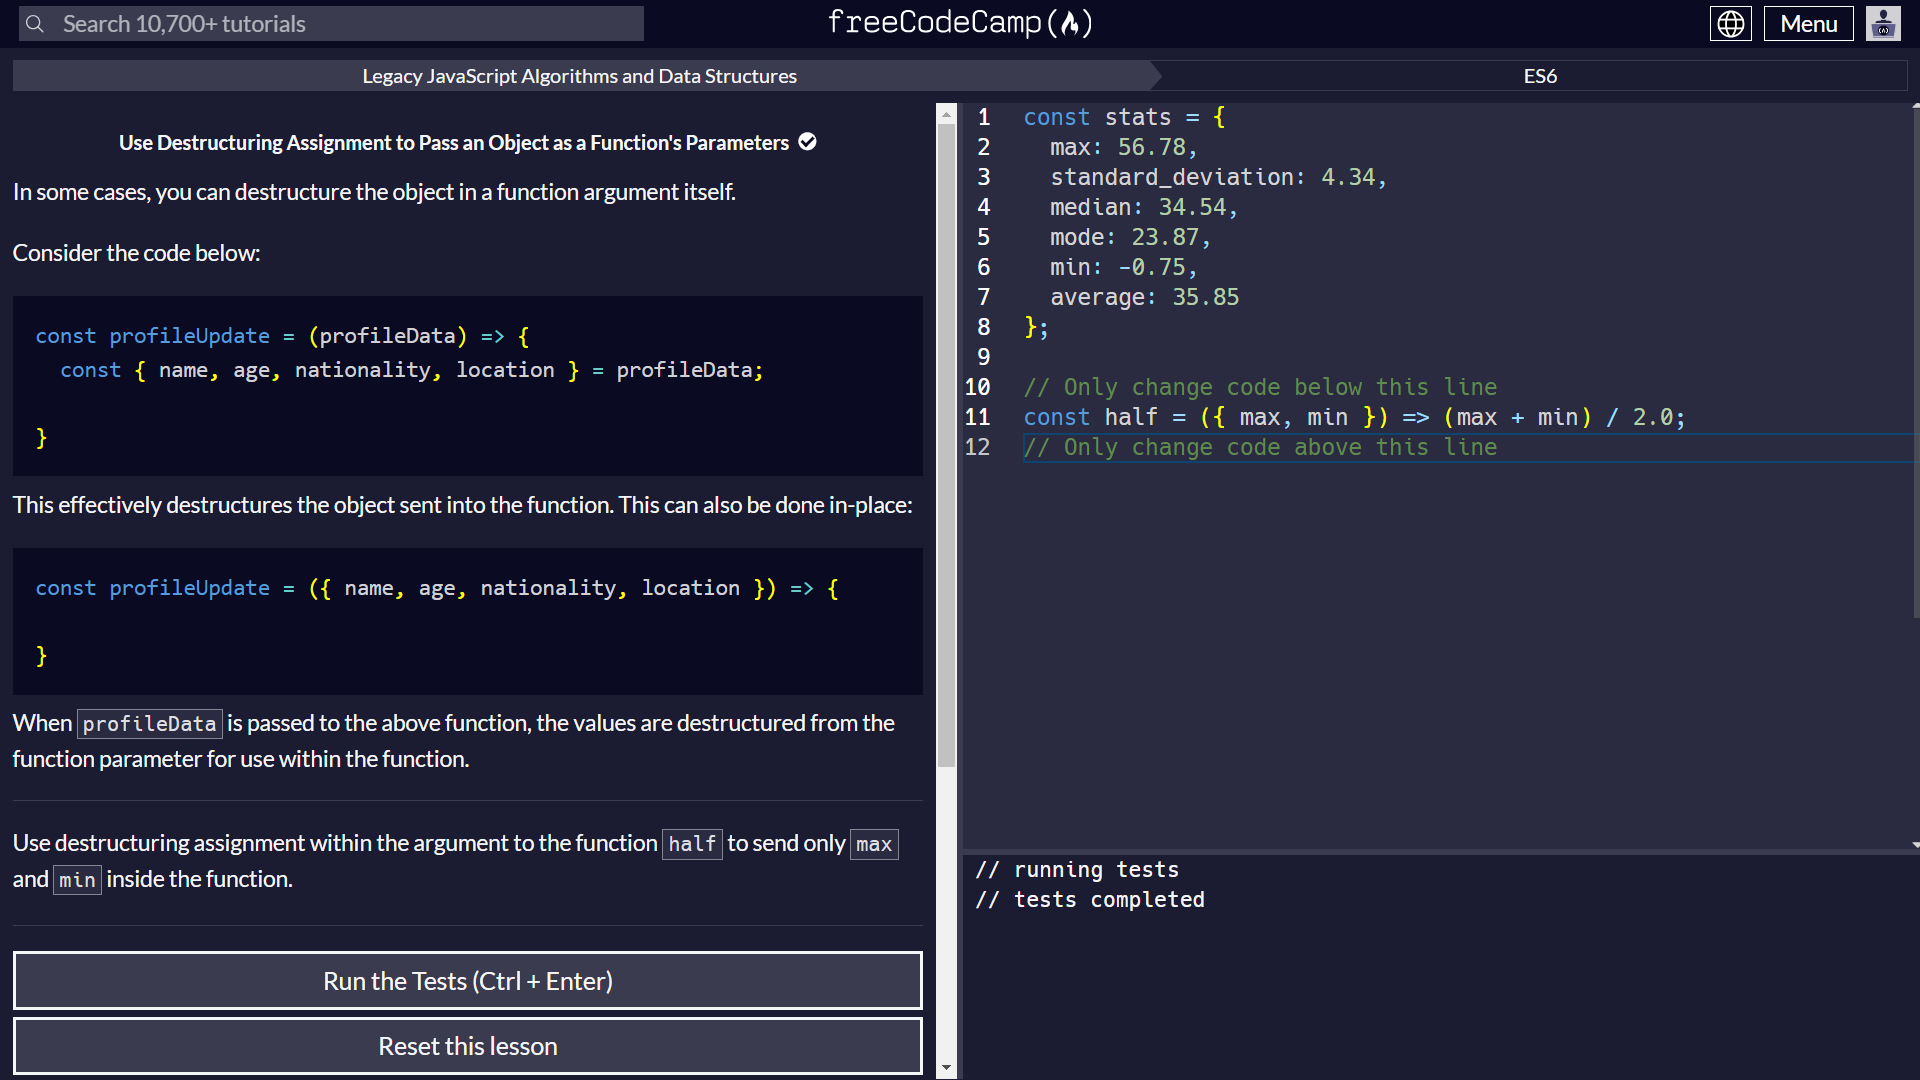 Search 10,700+ tutorials
freeCodeCamp(🔥)
Menu
Legacy JavaScript Algorithms and Data Structures
ES6
Use Destructuring Assignment to Pass an Object as a Function's Parameters
In some cases, you can destructure the object in a function argument itself.
Consider the code below:
const profileUpdate = (profileData) => {
  const { name, age, nationality, location } = profileData;
}
This effectively destructures the object sent into the function. This can also be done in-place:
const profileUpdate = ({ name, age, nationality, location }) => {
}
When profileData is passed to the above function, the values are destructured from the
function parameter for use within the function.
Use destructuring assignment within the argument to the function half to send only max
and min inside the function.
Run the Tests (Ctrl + Enter)
Reset this lesson
1 const stats = {
2   max: 56.78,
3   standard_deviation: 4.34,
4   median: 34.54,
5   mode: 23.87,
6   min: -0.75,
7   average: 35.85
8 };
9
10 // Only change code below this line
11 const half = ({ max, min }) => (max + min) / 2.0;
12 // Only change code above this line
// running tests
// tests completed